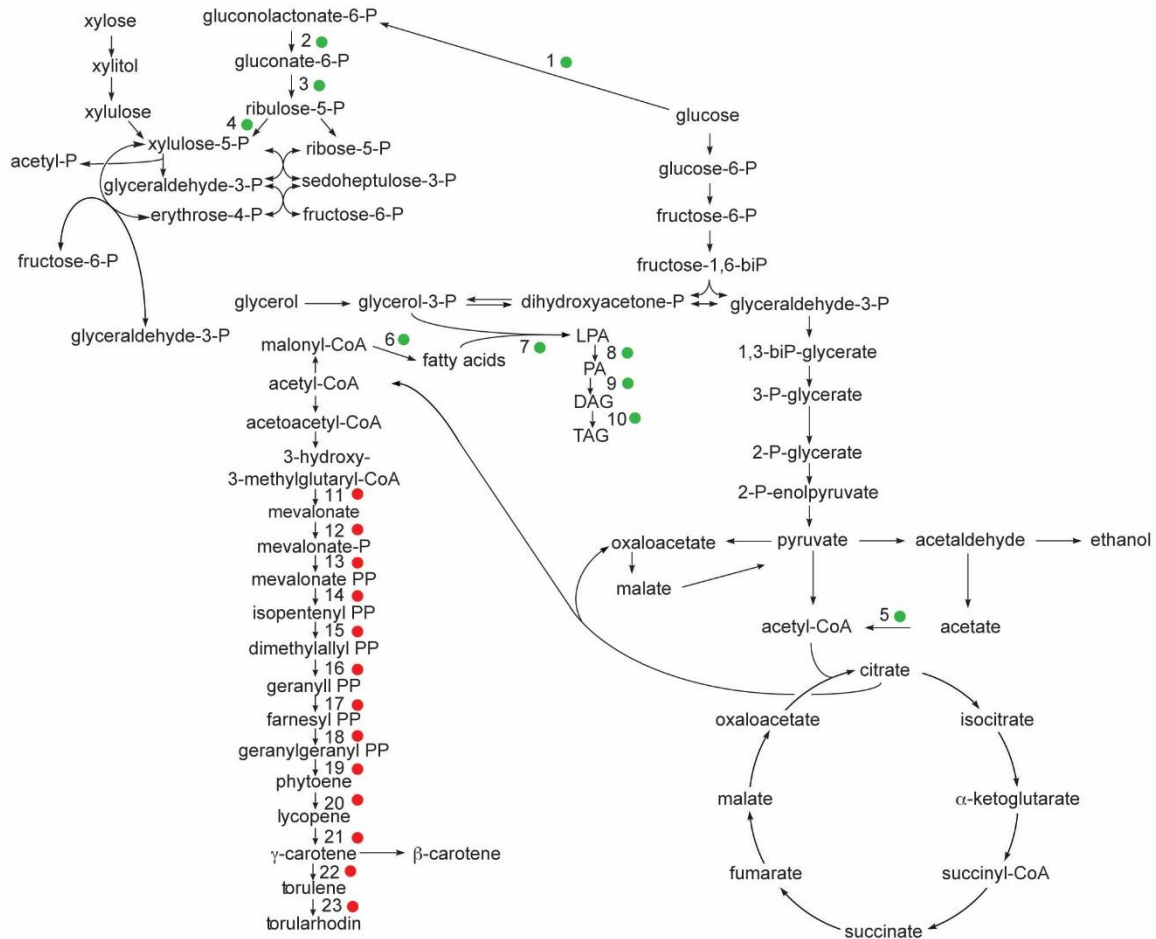 xylose
xylitol
xylulose
gluconolactonate-6-P
2
gluconate-6-P
3
ribulose-5-P
1
4
xylulose-5-P
ribose-5-P
acetyl-P
glyceraldehyde-3-P
sedoheptulose-3-P
erythrose-4-P
fructose-6-P
fructose-6-P
glyceraldehyde-3-P
glucose
glucose-6-P
fructose-6-P
fructose-1,6-biP
glycerol
glycerol-3-P
dihydroxyacetone-P
glyceraldehyde-3-P
malonyl-CoA
6
fatty acids
7
LPA
8
PA
9
DAG
10
TAG
acetyl-CoA
acetoacetyl-CoA
3-hydroxy-
3-methylglutaryl-CoA
11
mevalonate
12
mevalonate-P
13
mevalonate PP
14
isopentenyl PP
15
dimethylallyl PP
16
geranyll PP
17
farnesyl PP
18
geranylgeranyl PP
19
phytoene
20
lycopene
21
γ-carotene
β-carotene
22
torulene
23
torularhodin
1,3-biP-glycerate
3-P-glycerate
2-P-glycerate
2-P-enolpyruvate
oxaloacetate
pyruvate
acetaldehyde
ethanol
malate
acetyl-CoA
5
acetate
citrate
oxaloacetate
isocitrate
malate
α-ketoglutarate
fumarate
succinyl-CoA
succinate